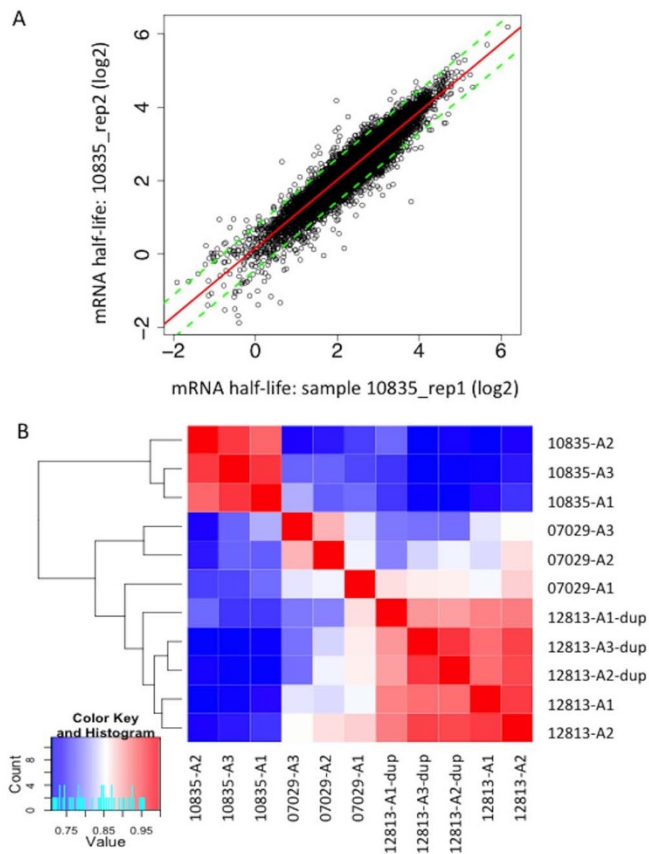 A
mRNA half-life: 10835_rep2 (log2)
6
4
2
0
−2
−2 0 2 4 6
mRNA half-life: sample 10835_rep1 (log2)
B
10835-A2
10835-A3
10835-A1
07029-A3
07029-A2
07029-A1
12813-A1-dup
12813-A3-dup
12813-A2-dup
12813-A1
12813-A2
Color Key
and Histogram
Count
8
4
0
0.75 0.85 0.95
Value
10835-A2
10835-A3
10835-A1
07029-A3
07029-A2
07029-A1
12813-A1-dup
12813-A3-dup
12813-A2-dup
12813-A1
12813-A2